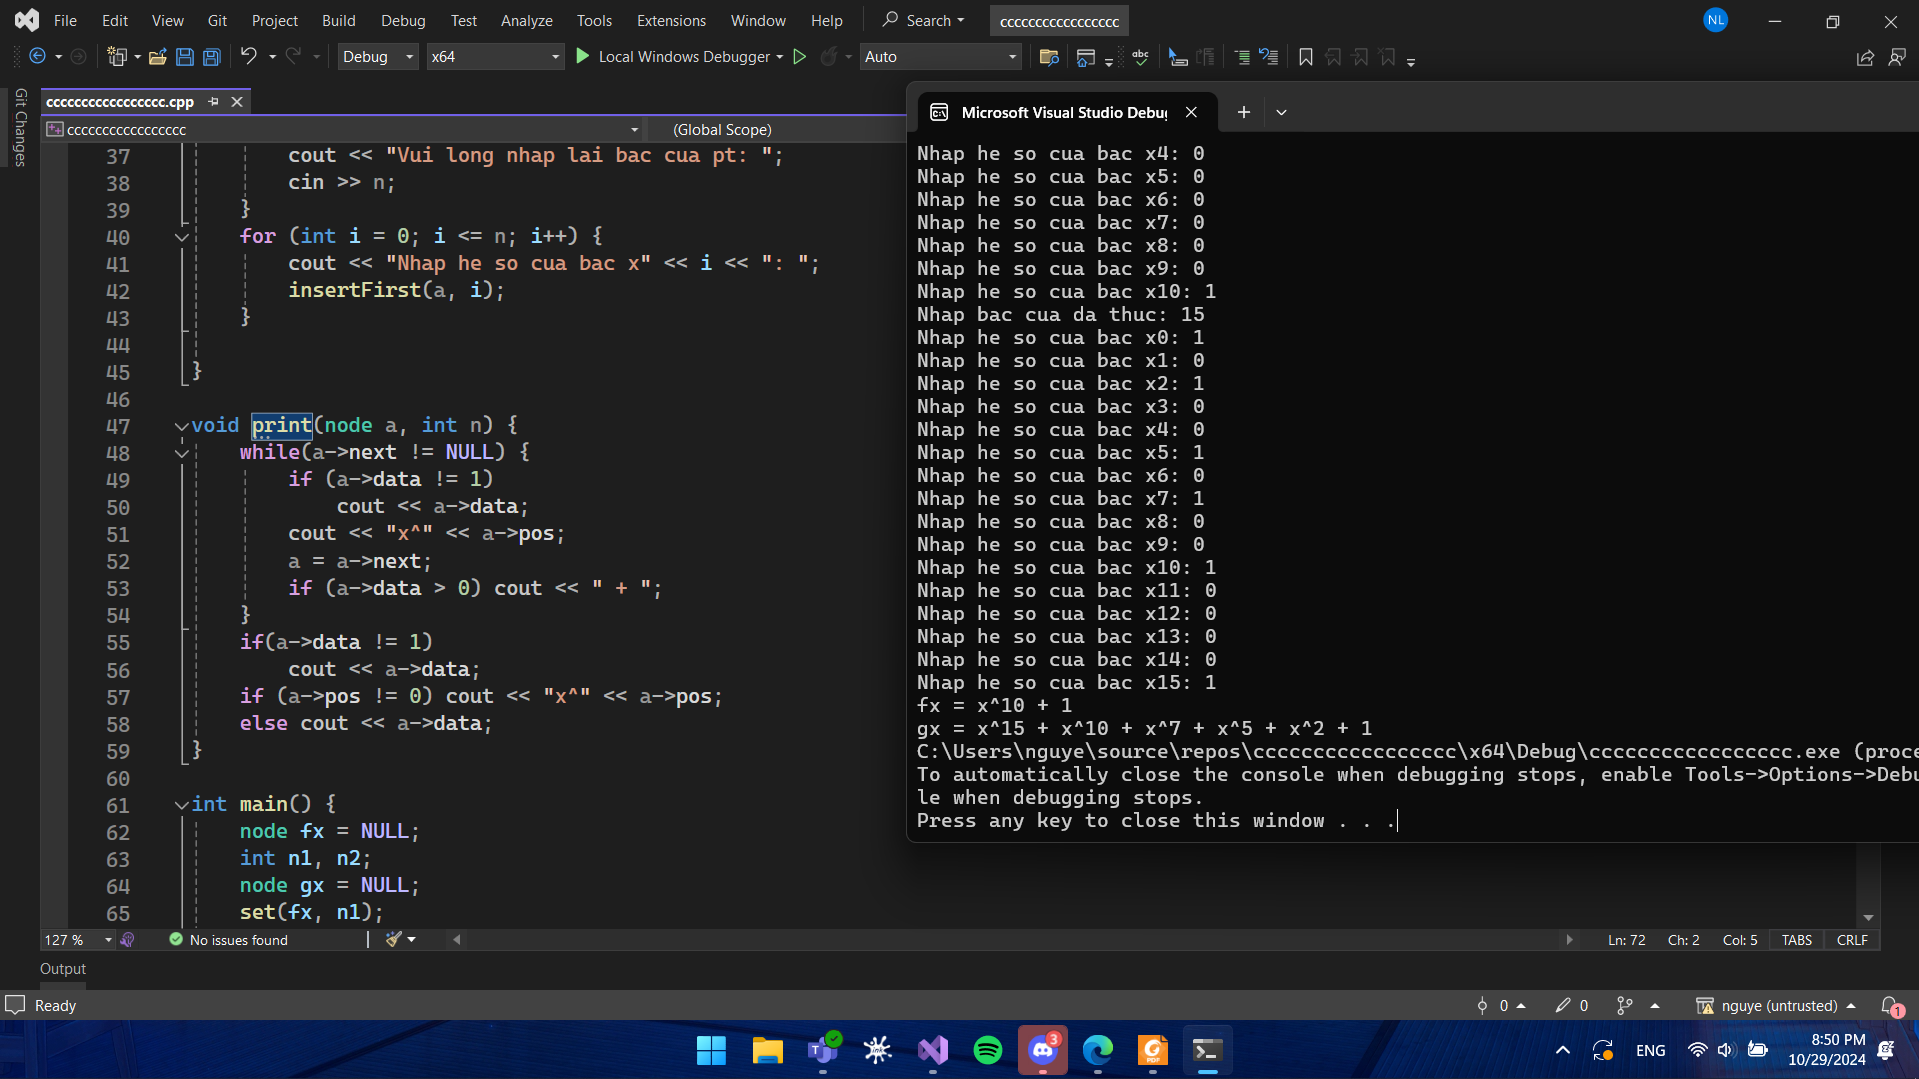 File Edit View Git Project Build Debug Test Analyze Tools Extensions Window Help Search ccccccccccccccccc NL
Debug x64 Local Windows Debugger Auto
Git Changes
ccccccccccccccccc.cpp
ccccccccccccccccc (Global Scope)
37 cout << "Vui long nhap lai bac cua pt: ";
38 cin >> n;
39 }
40 for (int i = 0; i <= n; i++) {
41 cout << "Nhap he so cua bac x" << i << ": ";
42 insertFirst(a, i);
43 }
44
45 }
46
47 void print(node a, int n) {
48 while(a->next != NULL) {
49 if (a->data != 1)
50 cout << a->data;
51 cout << "x^" << a->pos;
52 a = a->next;
53 if (a->data > 0) cout << " + ";
54 }
55 if(a->data != 1)
56 cout << a->data;
57 if (a->pos != 0) cout << "x^" << a->pos;
58 else cout << a->data;
59 }
60
61 int main() {
62 node fx = NULL;
63 int n1, n2;
64 node gx = NULL;
65 set(fx, n1);
127 % No issues found Ln: 72 Ch: 2 Col: 5 TABS CRLF
Output
Microsoft Visual Studio Debug
Nhap he so cua bac x4: 0
Nhap he so cua bac x5: 0
Nhap he so cua bac x6: 0
Nhap he so cua bac x7: 0
Nhap he so cua bac x8: 0
Nhap he so cua bac x9: 0
Nhap he so cua bac x10: 1
Nhap bac cua da thuc: 15
Nhap he so cua bac x0: 1
Nhap he so cua bac x1: 0
Nhap he so cua bac x2: 1
Nhap he so cua bac x3: 0
Nhap he so cua bac x4: 0
Nhap he so cua bac x5: 1
Nhap he so cua bac x6: 0
Nhap he so cua bac x7: 1
Nhap he so cua bac x8: 0
Nhap he so cua bac x9: 0
Nhap he so cua bac x10: 1
Nhap he so cua bac x11: 0
Nhap he so cua bac x12: 0
Nhap he so cua bac x13: 0
Nhap he so cua bac x14: 0
Nhap he so cua bac x15: 1
fx = x^10 + 1
gx = x^15 + x^10 + x^7 + x^5 + x^2 + 1
C:\Users\nguye\source\repos\ccccccccccccccccc\x64\Debug\ccccccccccccccccc.exe (proce
To automatically close the console when debugging stops, enable Tools->Options->Debu
le when debugging stops.
Press any key to close this window . . .
Ready 0 0 nguye (untrusted) 1
3 ENG 8:50 PM
10/29/2024